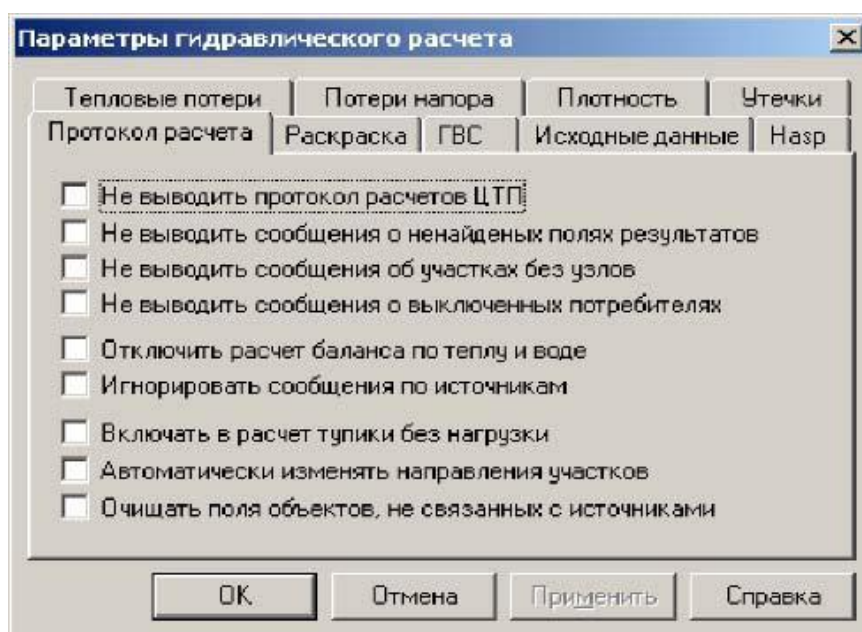 Параметры гидравлического расчета
Тепловые потери Потери напора Плотность Утечки
Протокол расчета Раскраска ГВС Исходные данные Hasp
Не выводить протокол расчетов ЦТП
Не выводить сообщения о ненайденых полях результатов
Не выводить сообщения об участках без узлов
Не выводить сообщения о выключенных потребителях
Отключить расчет баланса по теплу и воде
Игнорировать сообщения по источникам
Включать в расчет тупики без нагрузки
Автоматически изменять направления участков
Очищать поля объектов, не связанных с источниками
OK Отмена Применить Справка